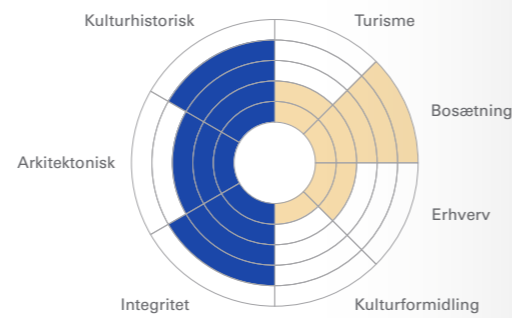 Kulturhistorisk
Turisme
Bosætning
Arkitektonisk
Erhverv
Integritet
Kulturformidling